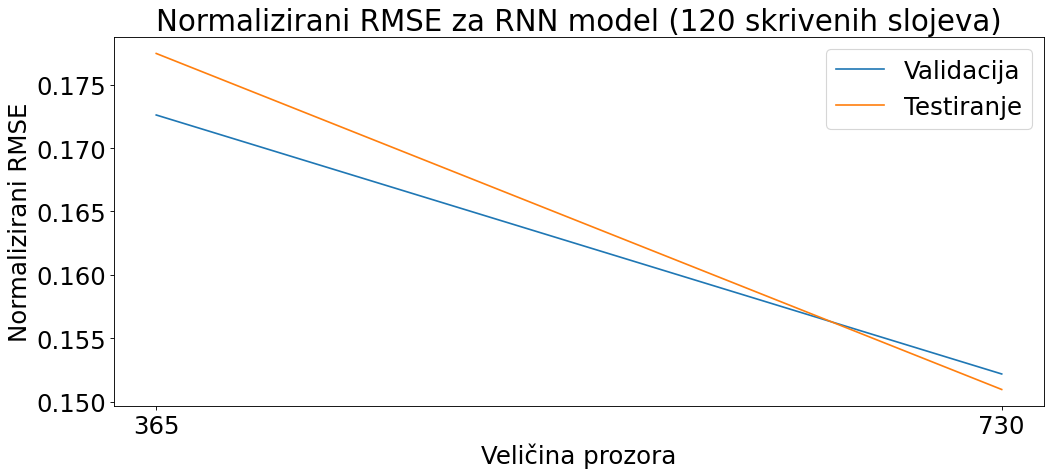 Normalizirani RMSE za RNN model (120 skrivenih slojeva)
Validacija
Testiranje
Normalizirani RMSE
0.175
0.170
0.165
0.160
0.155
0.150
365
730
Veličina prozora